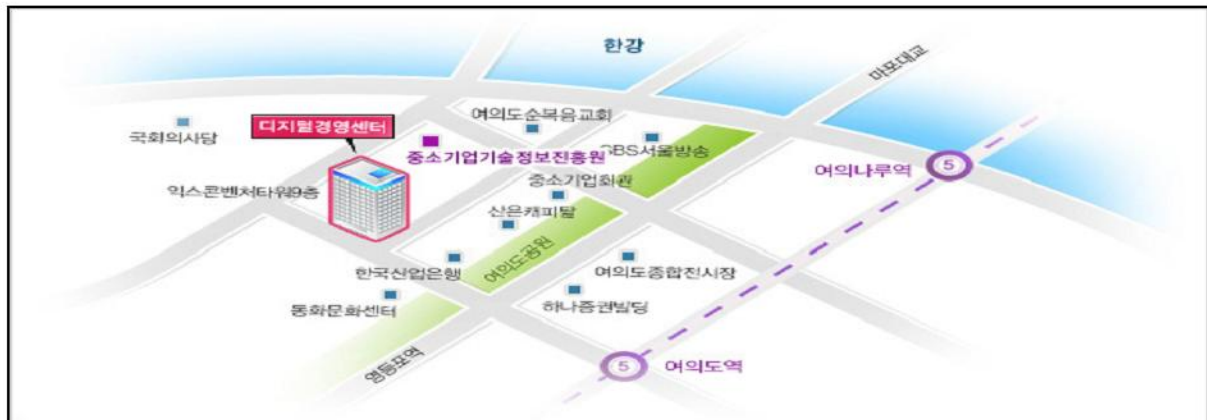 한강
마포대교
여의도순복음교회
디지털경영센터
국회의사당
SBS서울방송
중소기업기술정보진흥원
여의나루역
5
중소기업회관
익스콘벤처타워9층
산은캐피탈
여의도공원
한국산업은행
여의도종합전시장
동화문화센터
하나증권빌딩
영등포역
5
여의도역